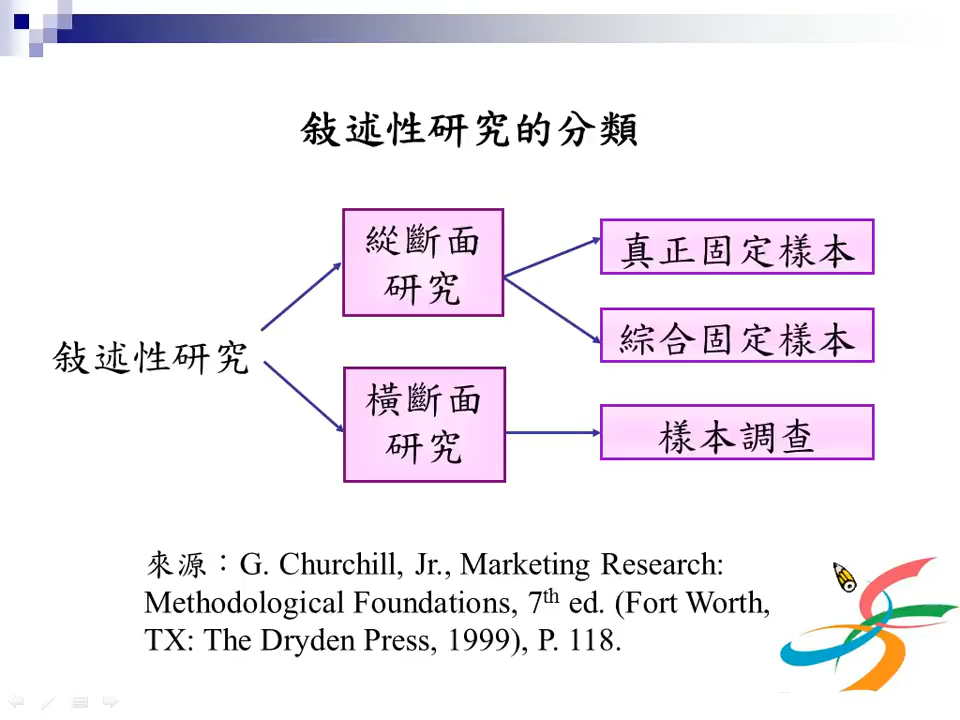 敍述性研究的分類
縱斷面
研究
真正固定樣本
綜合固定樣本
敍述性研究
橫斷面
研究
樣本調查
來源：G. Churchill, Jr., Marketing Research:
Methodological Foundations, 7th ed. (Fort Worth,
TX: The Dryden Press, 1999), P. 118.